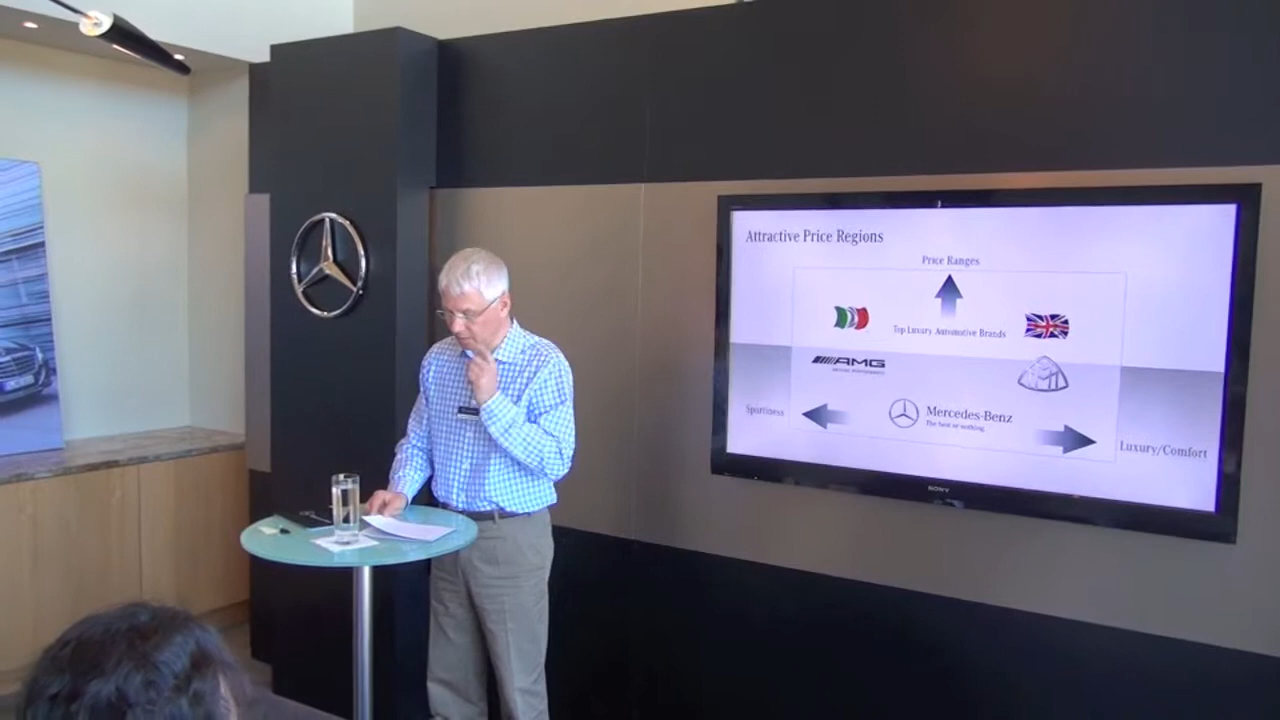 Attractive Price Regions
Price Ranges
Top Luxury Automotive Brands
AMG
Sportiness
Mercedes-Benz
The best or nothing.
Luxury/Comfort
SONY